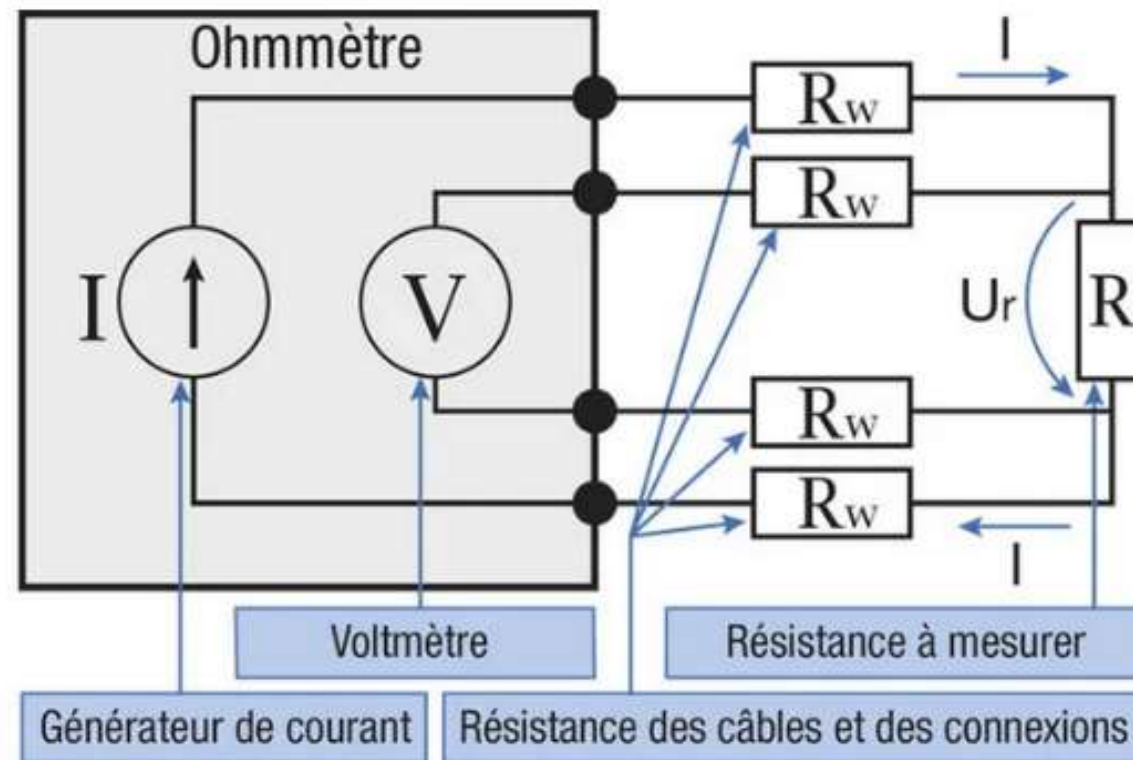 Ohmmètre
I
Rw
Rw
I
V
Ur
R
Rw
Rw
I
Voltmètre
Résistance à mesurer
Générateur de courant
Résistance des câbles et des connexions